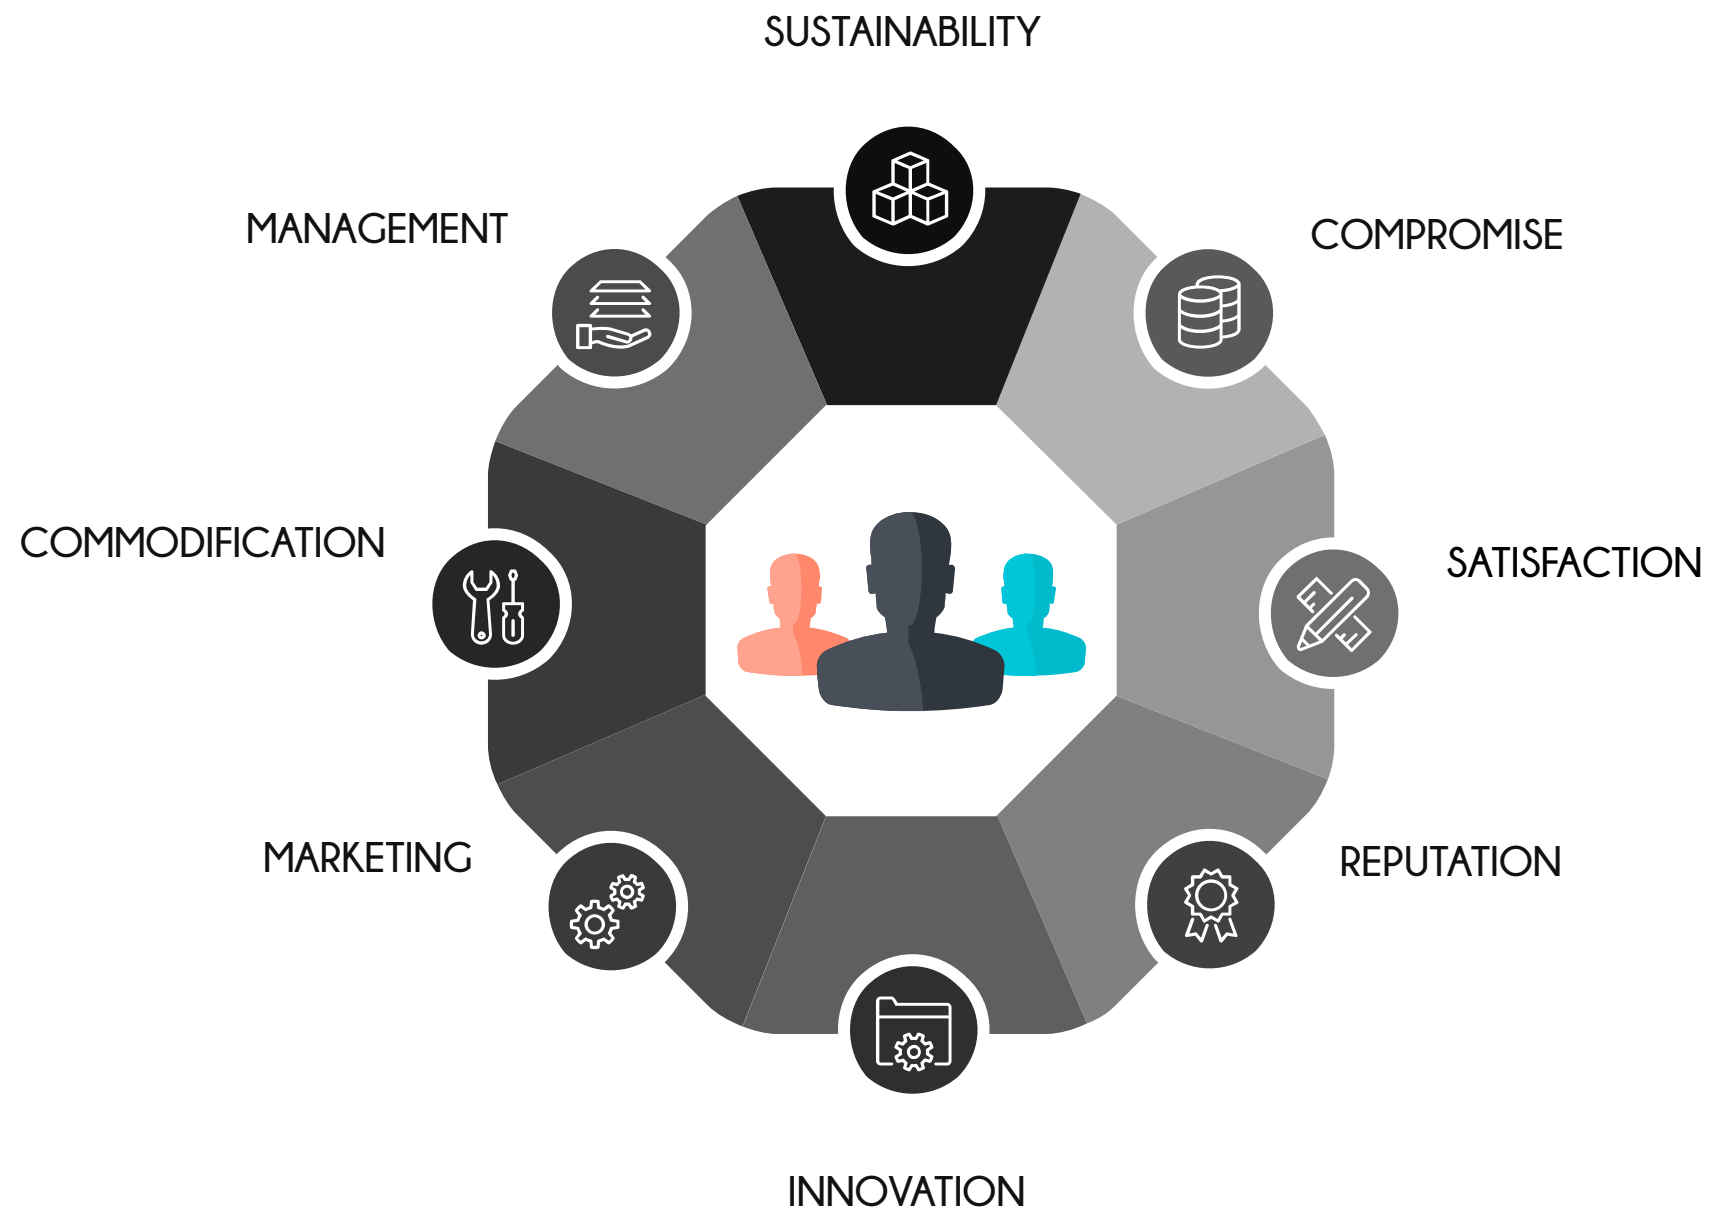 SUSTAINABILITY
MANAGEMENT
COMPROMISE
COMMODIFICATION
SATISFACTION
MARKETING
REPUTATION
INNOVATION